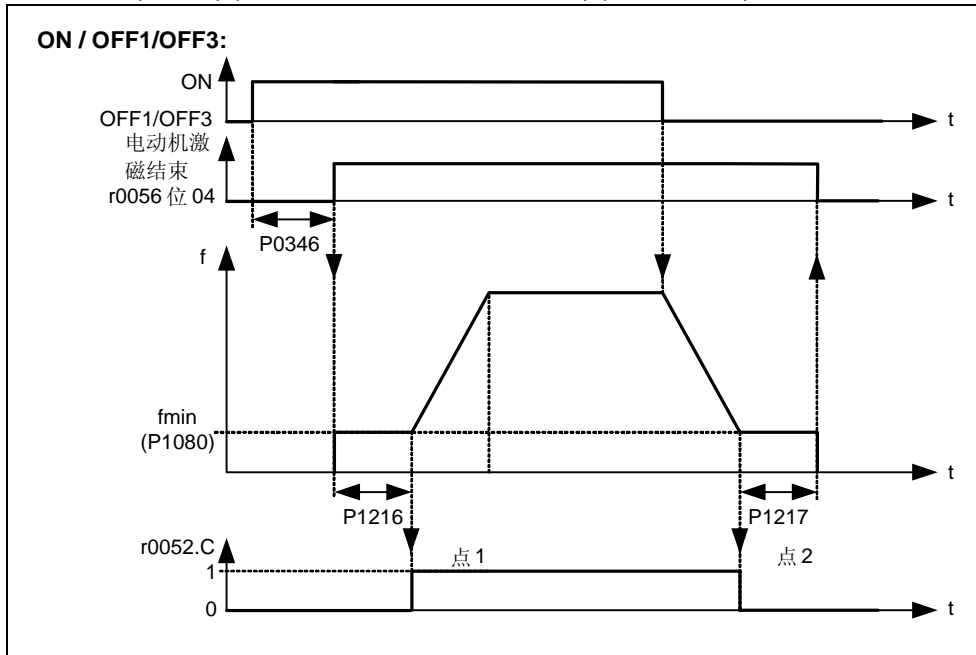 ON / OFF1/OFF3:
ON
OFF1/OFF3
t
电动机激
磁结束
r0056 位 04
t
P0346
f
fmin
(P1080)
t
P1216
P1217
r0052.C
点 1
点 2
1
0
t